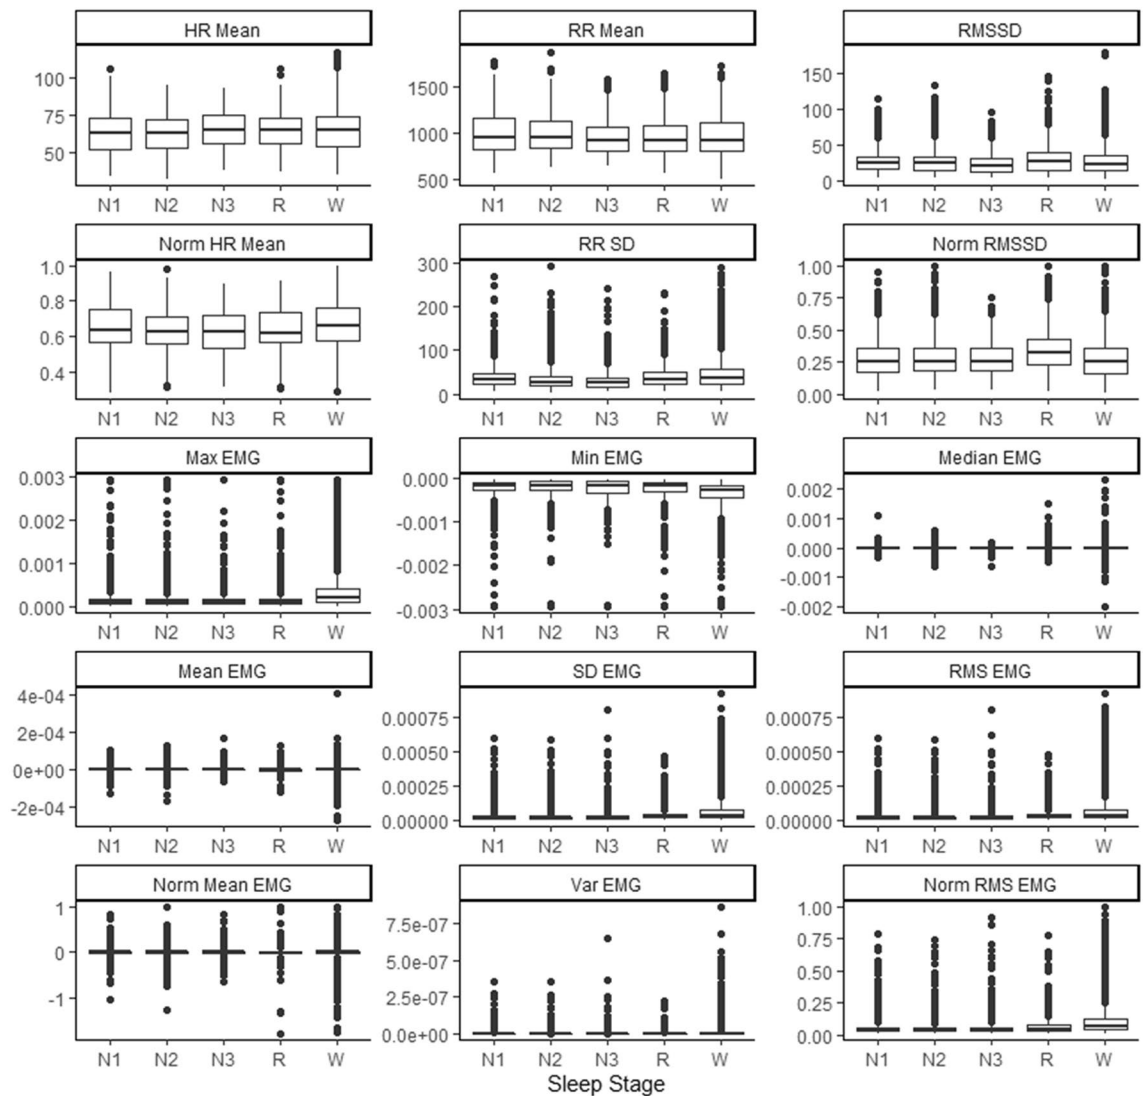 HR Mean
RR Mean
RMSSD
100
75
50
1500
1000
500
150
100
50
0
N1 N2 N3 R W
N1 N2 N3 R W
N1 N2 N3 R W
Norm HR Mean
RR SD
Norm RMSSD
1.0
0.8
0.6
0.4
300
200
100
0
1.00
0.75
0.50
0.25
0.00
N1 N2 N3 R W
N1 N2 N3 R W
N1 N2 N3 R W
Max EMG
Min EMG
Median EMG
0.003
0.002
0.001
0.000
0.000
-0.001
-0.002
-0.003
0.002
0.001
0.000
-0.001
-0.002
N1 N2 N3 R W
N1 N2 N3 R W
N1 N2 N3 R W
Mean EMG
SD EMG
RMS EMG
4e-04
2e-04
0e+00
-2e-04
0.00075
0.00050
0.00025
0.00000
0.00075
0.00050
0.00025
0.00000
N1 N2 N3 R W
N1 N2 N3 R W
N1 N2 N3 R W
Norm Mean EMG
Var EMG
Norm RMS EMG
1
0
-1
7.5e-07
5.0e-07
2.5e-07
0.0e+00
1.00
0.75
0.50
0.25
0.00
N1 N2 N3 R W
N1 N2 N3 R W
N1 N2 N3 R W
Sleep Stage